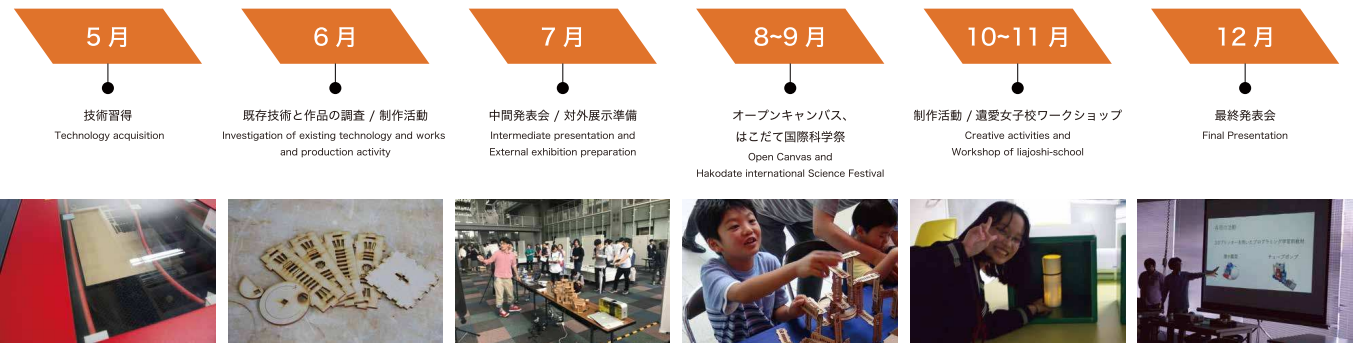 5 月
6 月
7 月
8~9 月
10~11 月
12 月
技術習得
Technology acquisition
既存技術と作品の調査 / 制作活動
Investigation of existing technology and works
and production activity
中間発表会 / 対外展示準備
Intermediate presentation and
External exhibition preparation
オープンキャンパス、
はこだて国際科学祭
Open Canvas and
Hakodate international Science Festival
制作活動 / 遺愛女子校ワークショップ
Creative activities and
Workshop of Iiajoshi-school
最終発表会
Final Presentation